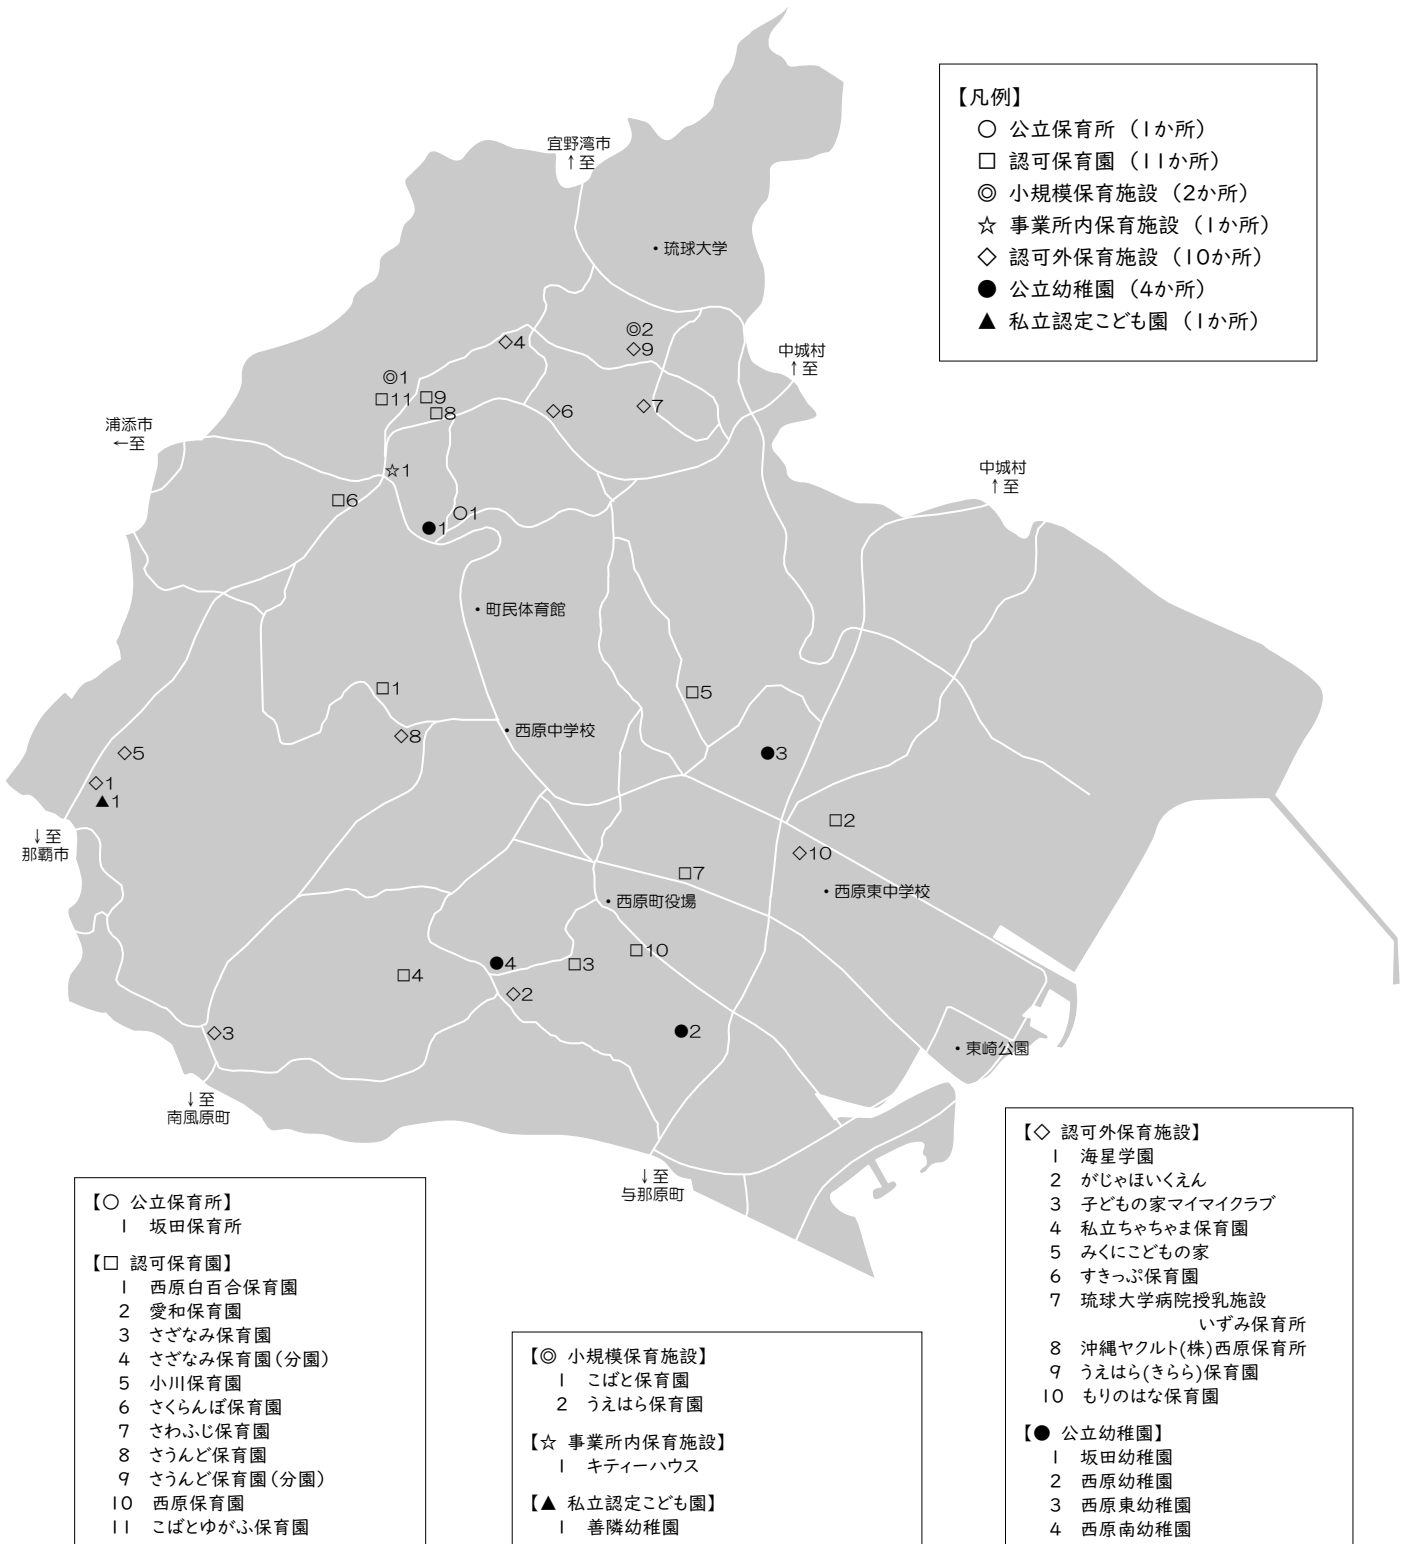 【凡例】
○ 公立保育所 (1か所)
□ 認可保育園 (11か所)
◎ 小規模保育施設 (2か所)
☆ 事業所内保育施設 (1か所)
◇ 認可外保育施設 (10か所)
● 公立幼稚園 (4か所)
▲ 私立認定こども園 (1か所)
宜野湾市
↑至
・琉球大学
◎2
◇9
◇4
中城村
↑至
◎1
□11
□9
□8
◇6
◇7
浦添市
←至
☆1
中城村
↑至
□6
○1
●1
・町民体育館
□1
□5
・西原中学校
◇8
◇5
●3
◇1
▲1
□2
↓至
那覇市
◇10
□7
・西原東中学校
・西原町役場
□10
●4
□3
□4
◇2
◇3
●2
・東崎公園
↓至
南風原町
↓至
与那原町
【○ 公立保育所】
1 坂田保育所
【□ 認可保育園】
1 西原白百合保育園
2 愛和保育園
3 さざなみ保育園
4 さざなみ保育園(分園)
5 小川保育園
6 さくらんぼ保育園
7 さわふじ保育園
8 さうんど保育園
9 さうんど保育園(分園)
10 西原保育園
11 こばとゆがふ保育園
【◎ 小規模保育施設】
1 こばと保育園
2 うえはら保育園
【☆ 事業所内保育施設】
1 キティーハウス
【▲ 私立認定こども園】
1 善隣幼稚園
【◇ 認可外保育施設】
1 海星学園
2 がじゃほいくえん
3 子どもの家マイマイクラブ
4 私立ちゃちゃま保育園
5 みくにこどもの家
6 すきっぷ保育園
7 琉球大学病院授乳施設
いずみ保育所
8 沖縄ヤクルト(株)西原保育所
9 うえはら(きらら)保育園
10 もりのはな保育園
【● 公立幼稚園】
1 坂田幼稚園
2 西原幼稚園
3 西原東幼稚園
4 西原南幼稚園